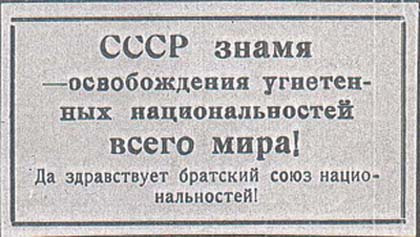 СССР знамя
—освобождения угнетен-
ных национальностей
всего мира!
Да здравствует братский союз нацио-
нальностей!